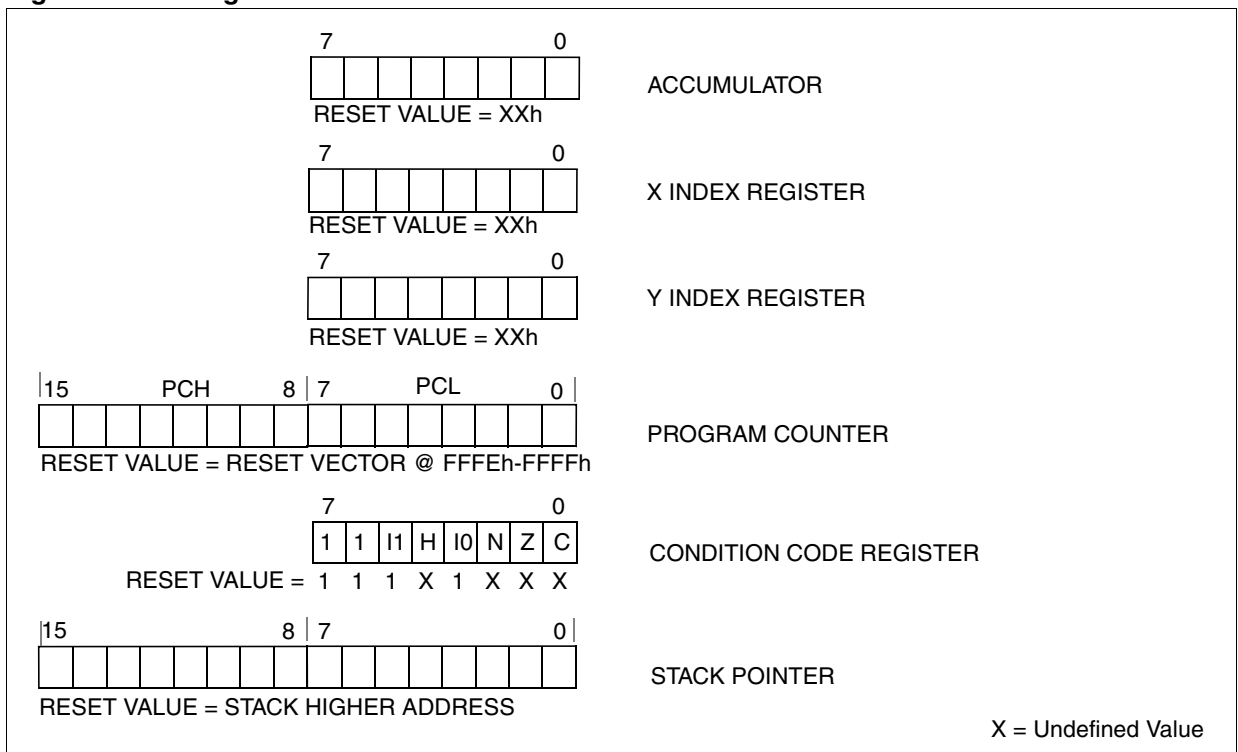 7 0
ACCUMULATOR
RESET VALUE = XXh
7 0
X INDEX REGISTER
RESET VALUE = XXh
7 0
Y INDEX REGISTER
RESET VALUE = XXh
15 PCH 8 7 PCL 0
PROGRAM COUNTER
RESET VALUE = RESET VECTOR @ FFFEh-FFFFh
7 0
1 1 I1 H I0 N Z C
CONDITION CODE REGISTER
RESET VALUE = 1 1 1 X 1 X X X
15 8 7 0
STACK POINTER
RESET VALUE = STACK HIGHER ADDRESS
X = Undefined Value